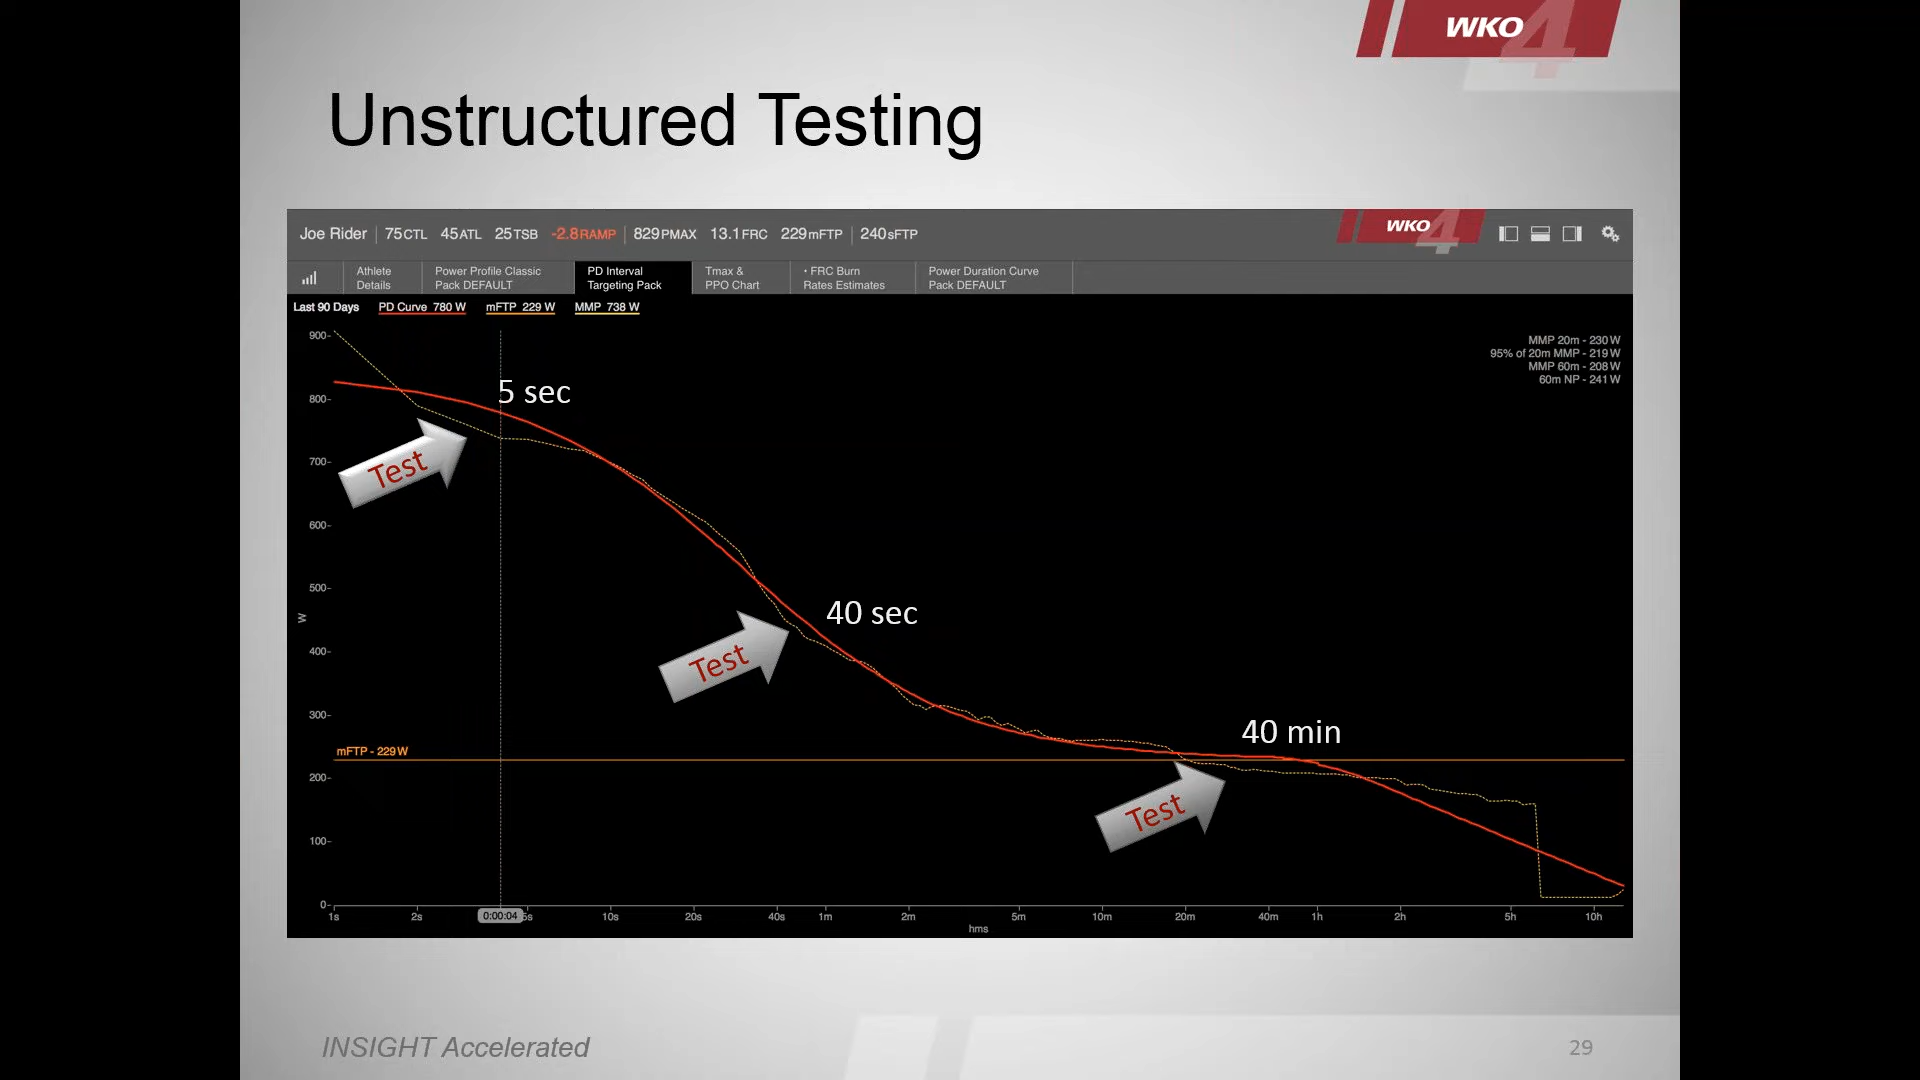 WKO 4
Unstructured Testing
Joe Rider | 75CTL 45ATL 25TSB -2.8RAMP | 829PMAX 13.1FRC 229mFTP | 240sFTP
WKO 4
Athlete Details
Power Profile Classic Pack DEFAULT
PD Interval Targeting Pack
Tmax & PPO Chart
• FRC Burn Rates Estimates
Power Duration Curve Pack DEFAULT
Last 90 Days PD Curve 780 W mFTP 229 W MMP 738 W
MMP 20m - 230 W
95% of 20m MMP - 219 W
MMP 60m - 208 W
60m NP - 241 W
900
800
700
600
500
400
300
200
100
0
W
5 sec
Test
40 sec
Test
40 min
Test
mFTP - 229 W
1s 2s 0:00:04 5s 10s 20s 40s 1m 2m 5m 10m 20m 40m 1h 2h 5h 10h
hms
INSIGHT Accelerated
29